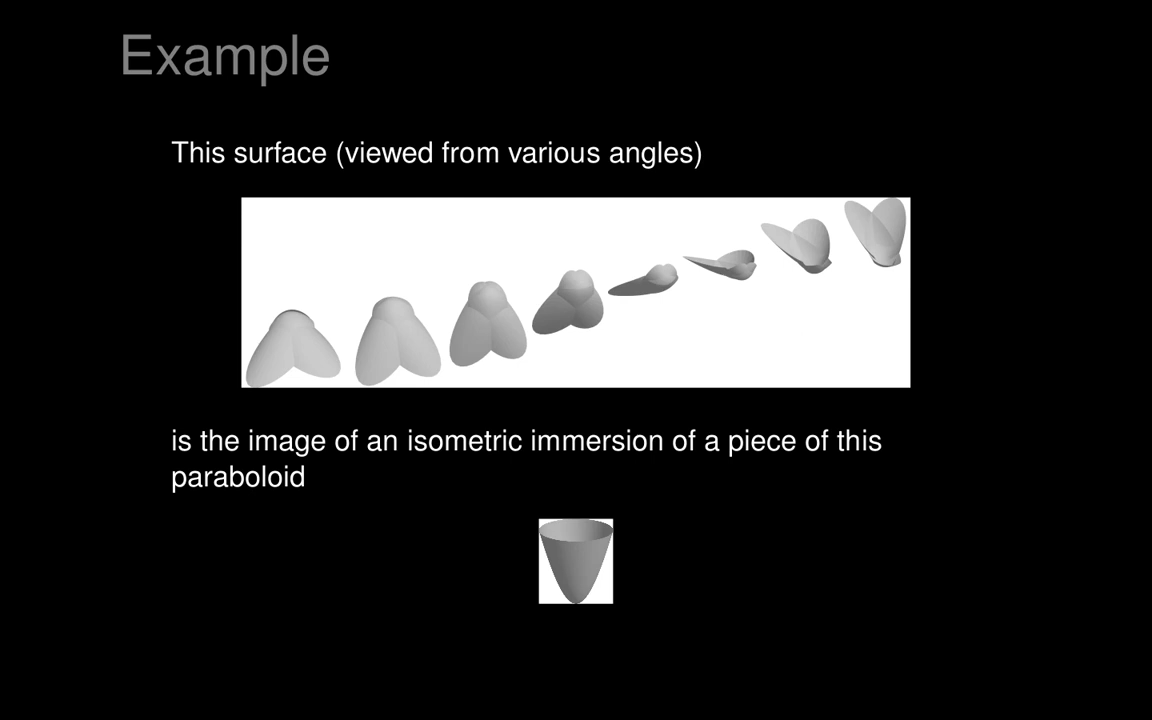 Example
This surface (viewed from various angles)
is the image of an isometric immersion of a piece of this
paraboloid